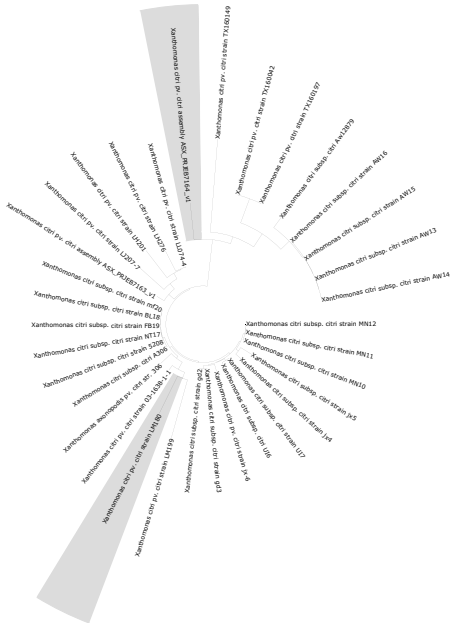 Xanthomonas citri pv. citri strain TX160149
Xanthomonas citri pv. citri strain TX160042
Xanthomonas citri pv. citri strain TX160197
Xanthomonas citri subsp. citri Aw12879
Xanthomonas citri subsp. citri strain AW16
Xanthomonas citri subsp. citri strain AW15
Xanthomonas citri subsp. citri strain AW13
Xanthomonas citri subsp. citri strain AW14
Xanthomonas citri subsp. citri strain MN12
Xanthomonas citri subsp. citri strain MN11
Xanthomonas citri subsp. citri strain MN10
Xanthomonas citri subsp. citri strain jx5
Xanthomonas citri subsp. citri strain jx4
Xanthomonas citri subsp. citri strain UI7
Xanthomonas citri subsp. citri UI6
Xanthomonas citri pv. citri strain jx-6
Xanthomonas citri subsp. citri strain gd3
Xanthomonas citri subsp. citri strain gd2
Xanthomonas citri pv. citri strain LM199
Xanthomonas citri pv. citri strain LM180
Xanthomonas citri pv. citri strain 03-1638-1-1
Xanthomonas axonopodis pv. citri str. 306
Xanthomonas citri subsp. citri A306
Xanthomonas citri subsp. citri strain 5208
Xanthomonas citri subsp. citri strain NT17
Xanthomonas citri subsp. citri strain FB19
Xanthomonas citri subsp. citri strain BL18
Xanthomonas citri subsp. citri strain mf20
Xanthomonas citri pv. citri assembly ASX_PRJEB7163_v1
Xanthomonas citri pv. citri strain LJ207-7
Xanthomonas citri pv. citri strain LH201
Xanthomonas citri pv. citri strain LH276
Xanthomonas citri pv. citri strain LL074-4
Xanthomonas citri pv. citri assembly ASX_PRJEB7164_v1